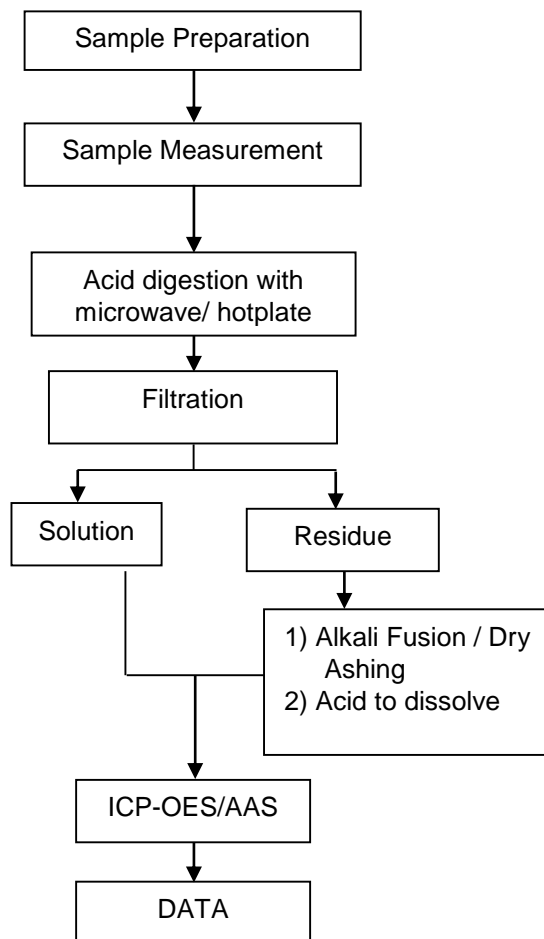 Sample Preparation
Sample Measurement
Acid digestion with
microwave/ hotplate
Filtration
Solution
Residue
1) Alkali Fusion / Dry
Ashing
2) Acid to dissolve
ICP-OES/AAS
DATA